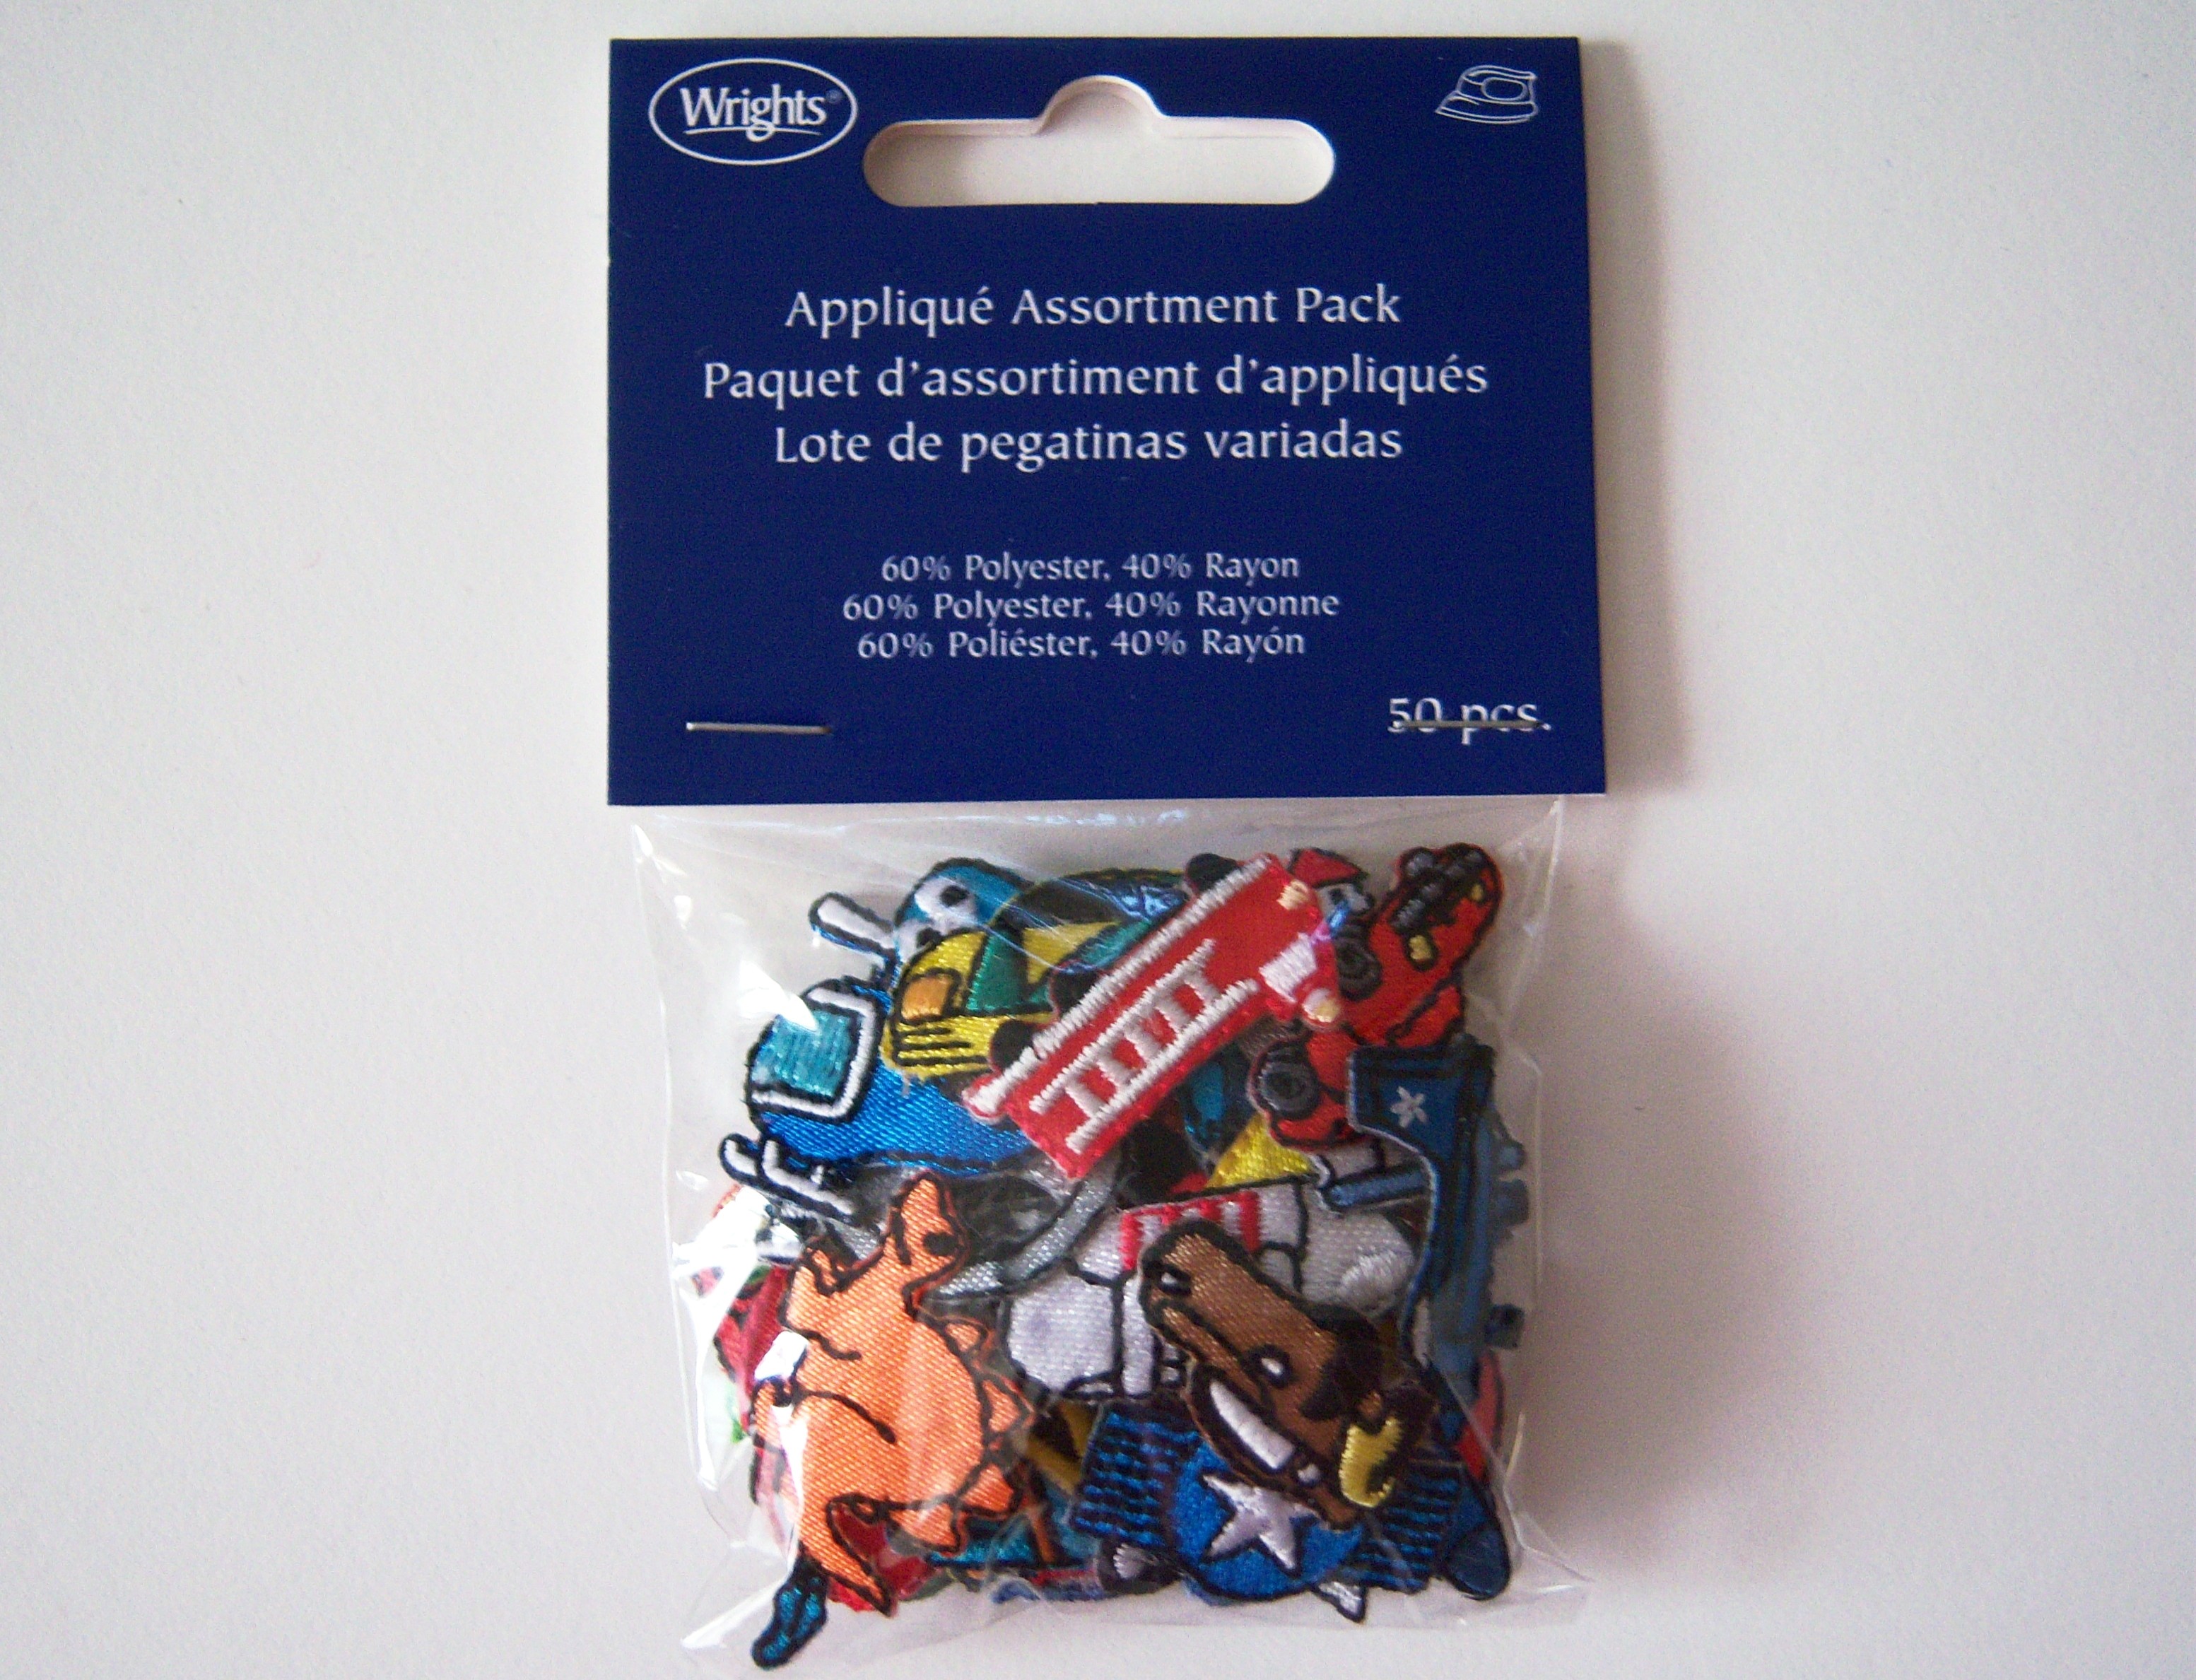 Wrights®
Appliqué Assortment Pack
Paquet d'assortiment d'appliqués
Lote de pegatinas variadas
60% Polyester, 40% Rayon
60% Polyester, 40% Rayonne
60% Poliéster, 40% Rayón
50 pcs.